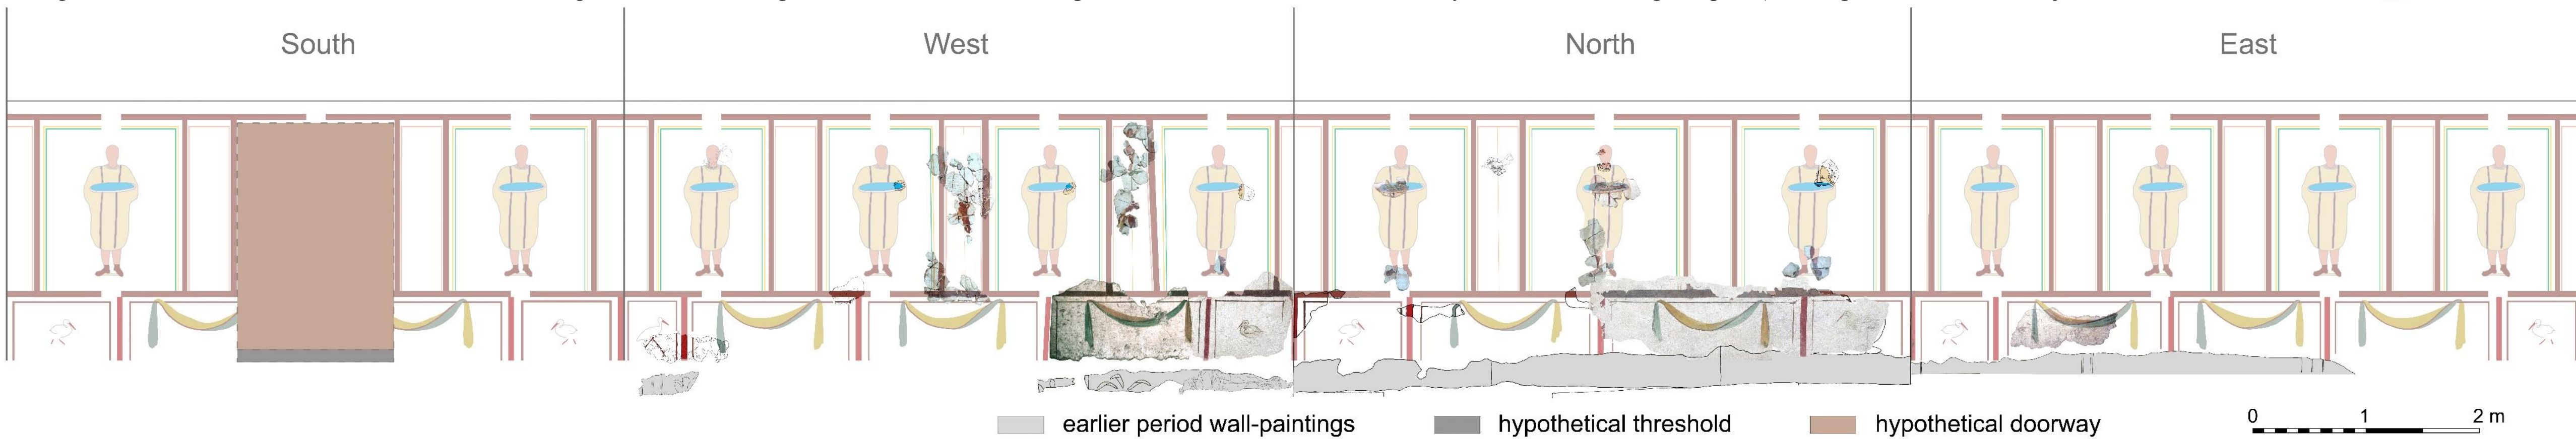 South
West
North
East
earlier period wall-paintings
hypothetical threshold
hypothetical doorway
0 1 2 m